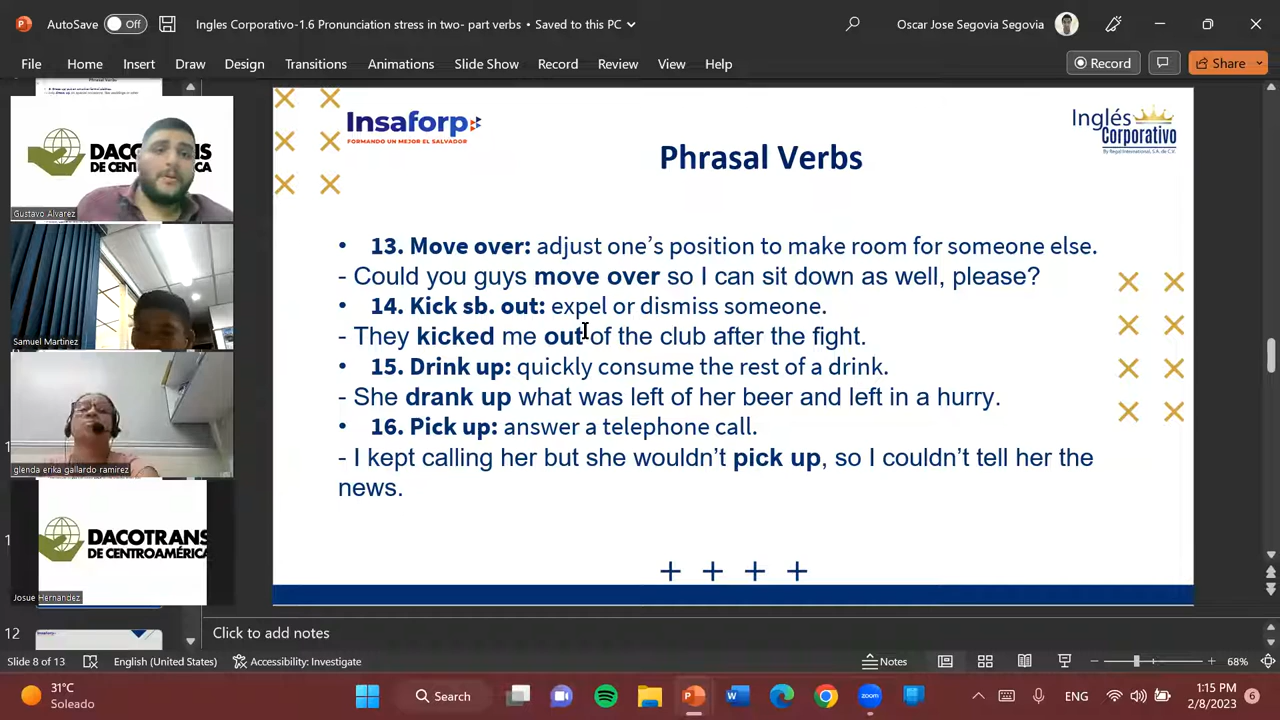 AutoSave Off Ingles Corporativo-1.6 Pronunciation stress in two- part verbs • Saved to this PC Oscar Jose Segovia Segovia
File Home Insert Draw Design Transitions Animations Slide Show Record Review View Help Record Share
Insaforp
FORMANDO UN MEJOR EL SALVADOR
Inglés
Corporativo
By Regal International, S.A. de C.V.
Phrasal Verbs
• 13. Move over: adjust one's position to make room for someone else.
- Could you guys move over so I can sit down as well, please?
• 14. Kick sb. out: expel or dismiss someone.
- They kicked me out of the club after the fight.
• 15. Drink up: quickly consume the rest of a drink.
- She drank up what was left of her beer and left in a hurry.
• 16. Pick up: answer a telephone call.
- I kept calling her but she wouldn't pick up, so I couldn't tell her the
news.
+ + + +
Gustavo Alvarez
Samuel Martinez
glenda erika gallardo ramirez
DACOTRANS
DE CENTROAMÉRICA
Josue Hernandez
12
Click to add notes
Slide 8 of 13 English (United States) Accessibility: Investigate Notes 68%
31°C
Soleado
Search
ENG
1:15 PM
2/8/2023
6